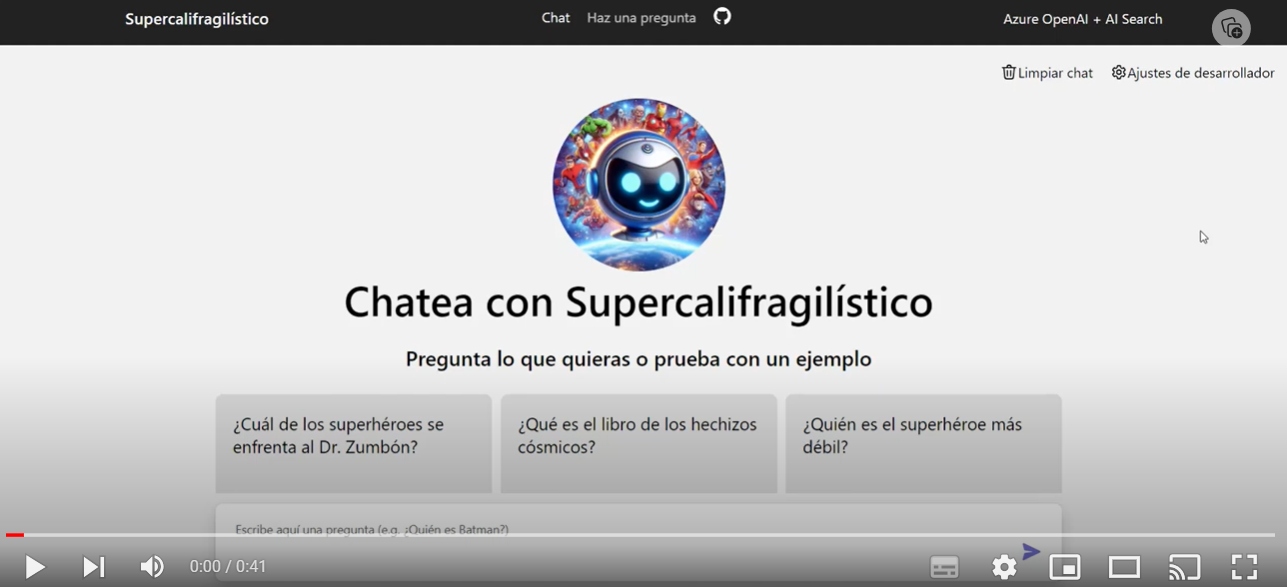 Supercalifragilístico
Chat
Haz una pregunta
Azure OpenAI + AI Search
Limpiar chat
Ajustes de desarrollador
Chatea con Supercalifragilístico
Pregunta lo que quieras o prueba con un ejemplo
¿Cuál de los superhéroes se
enfrenta al Dr. Zumbón?
¿Qué es el libro de los hechizos
cósmicos?
¿Quién es el superhéroe más
débil?
Escribe aquí una pregunta (e.g. ¿Quién es Batman?)
0:00 / 0:41